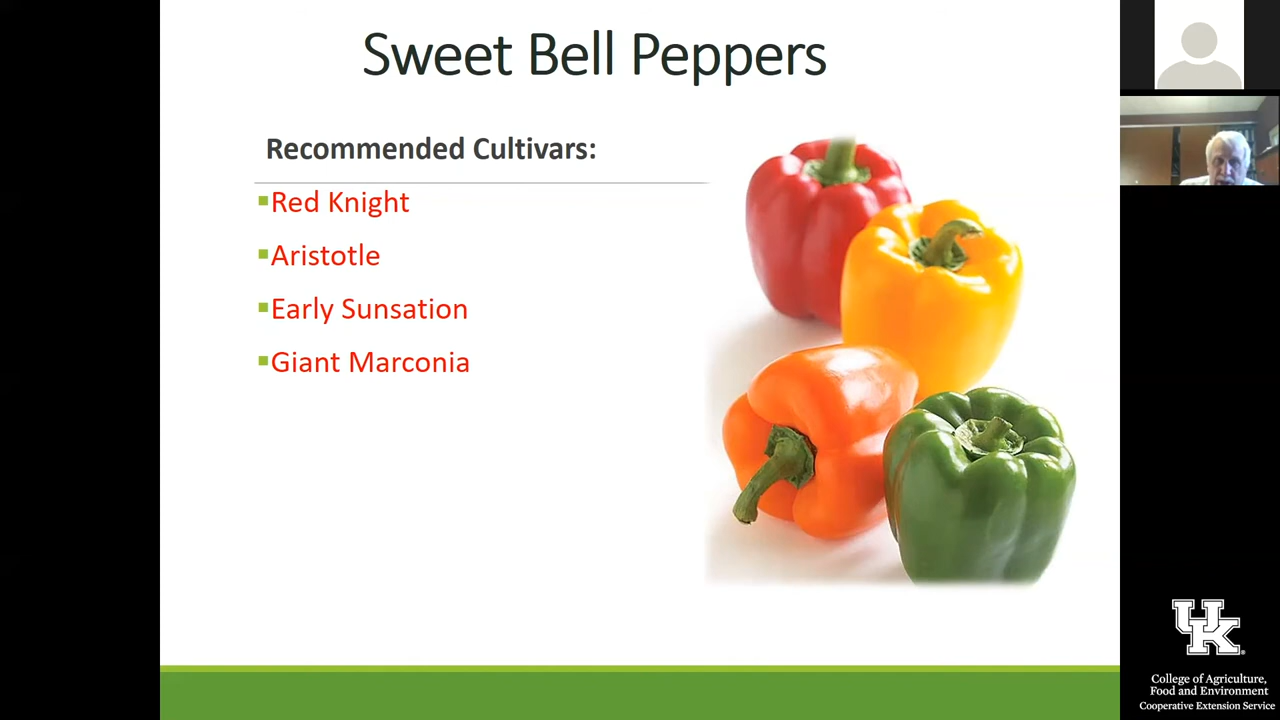 Sweet Bell Peppers
Recommended Cultivars:
Red Knight
Aristotle
Early Sunsation
Giant Marconia
UK
College of Agriculture,
Food and Environment
Cooperative Extension Service